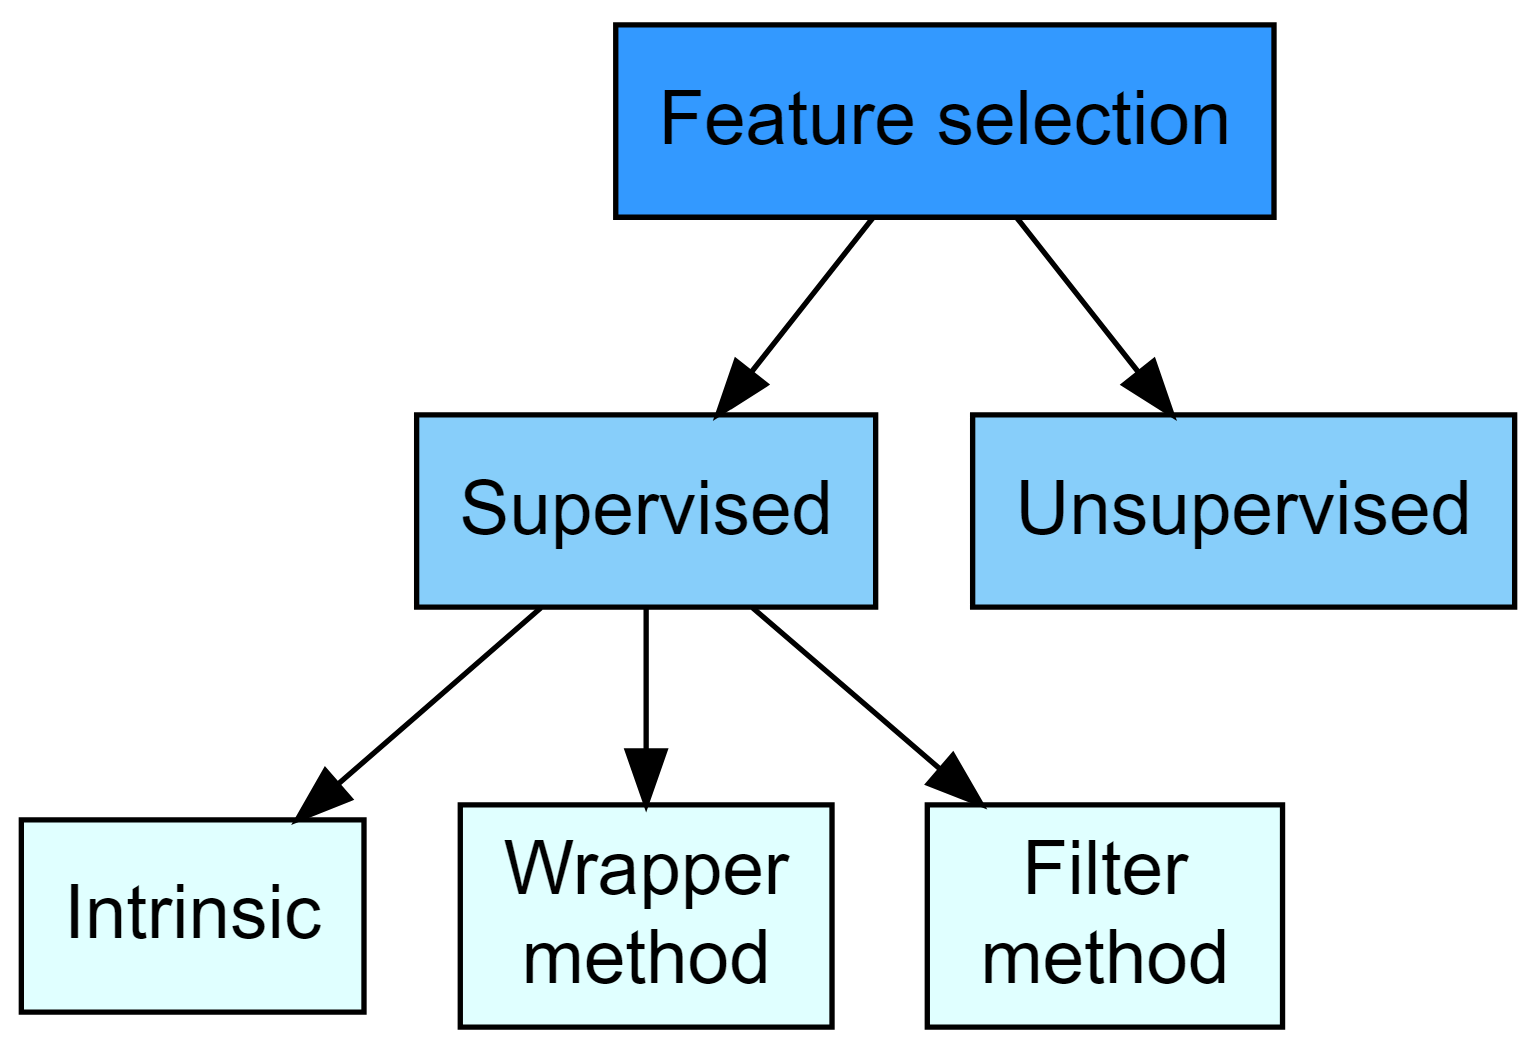 Feature selection
Supervised
Unsupervised
Intrinsic
Wrapper
method
Filter
method